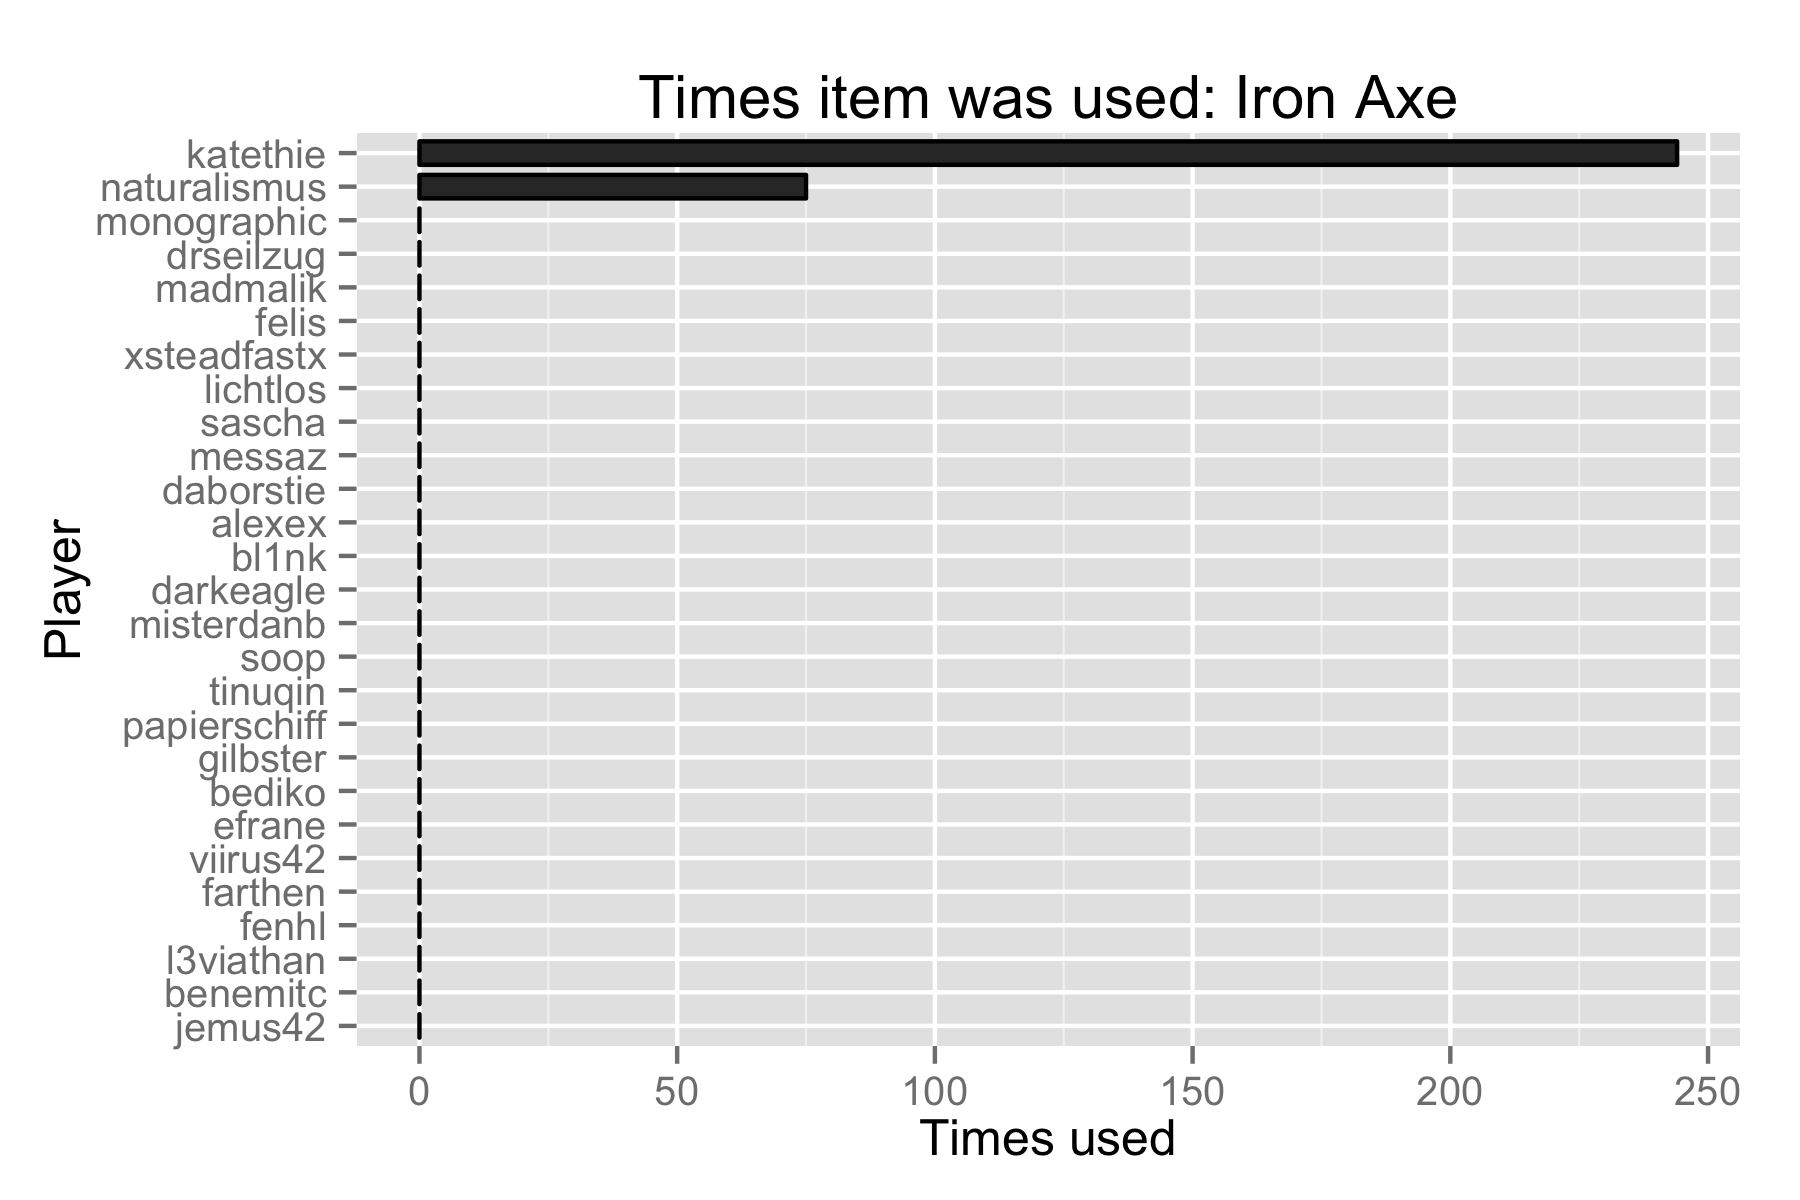 Times item was used: Iron Axe
katethie
naturalismus
monographic
drseilzug
madmalik
felis
xsteadfastx
lichtlos
sascha
messaz
daborstie
alexex
bl1nk
darkeagle
misterdanb
soop
tinuqin
papierschiff
gilbster
bediko
efrane
viirus42
farthen
fenhl
l3viathan
benemitc
jemus42
Player
0 50 100 150 200 250
Times used